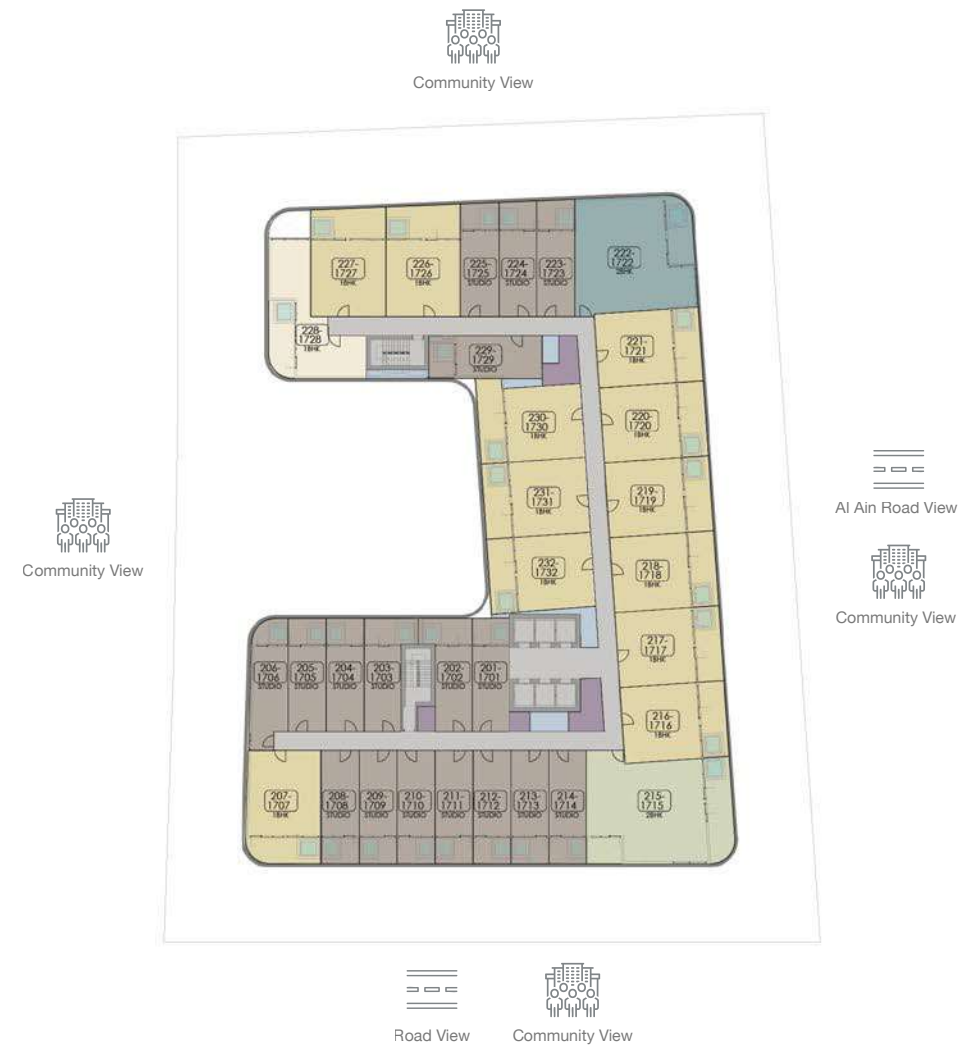 Community View
227-
1727
1BHK
226-
1726
1BHK
225-
1725
STUDIO
224-
1724
STUDIO
223-
1723
STUDIO
222-
1722
2BHK
228-
1728
1BHK
229-
1729
STUDIO
221-
1721
1BHK
230-
1730
1BHK
220-
1720
1BHK
231-
1731
1BHK
219-
1719
1BHK
Al Ain Road View
Community View
232-
1732
1BHK
218-
1718
1BHK
Community View
217-
1717
1BHK
206-
1706
STUDIO
205-
1705
STUDIO
204-
1704
STUDIO
203-
1703
STUDIO
202-
1702
STUDIO
201-
1701
STUDIO
216-
1716
1BHK
207-
1707
1BHK
208-
1708
STUDIO
209-
1709
STUDIO
210-
1710
STUDIO
211-
1711
STUDIO
212-
1712
STUDIO
213-
1713
STUDIO
214-
1714
STUDIO
215-
1715
2BHK
Road View
Community View